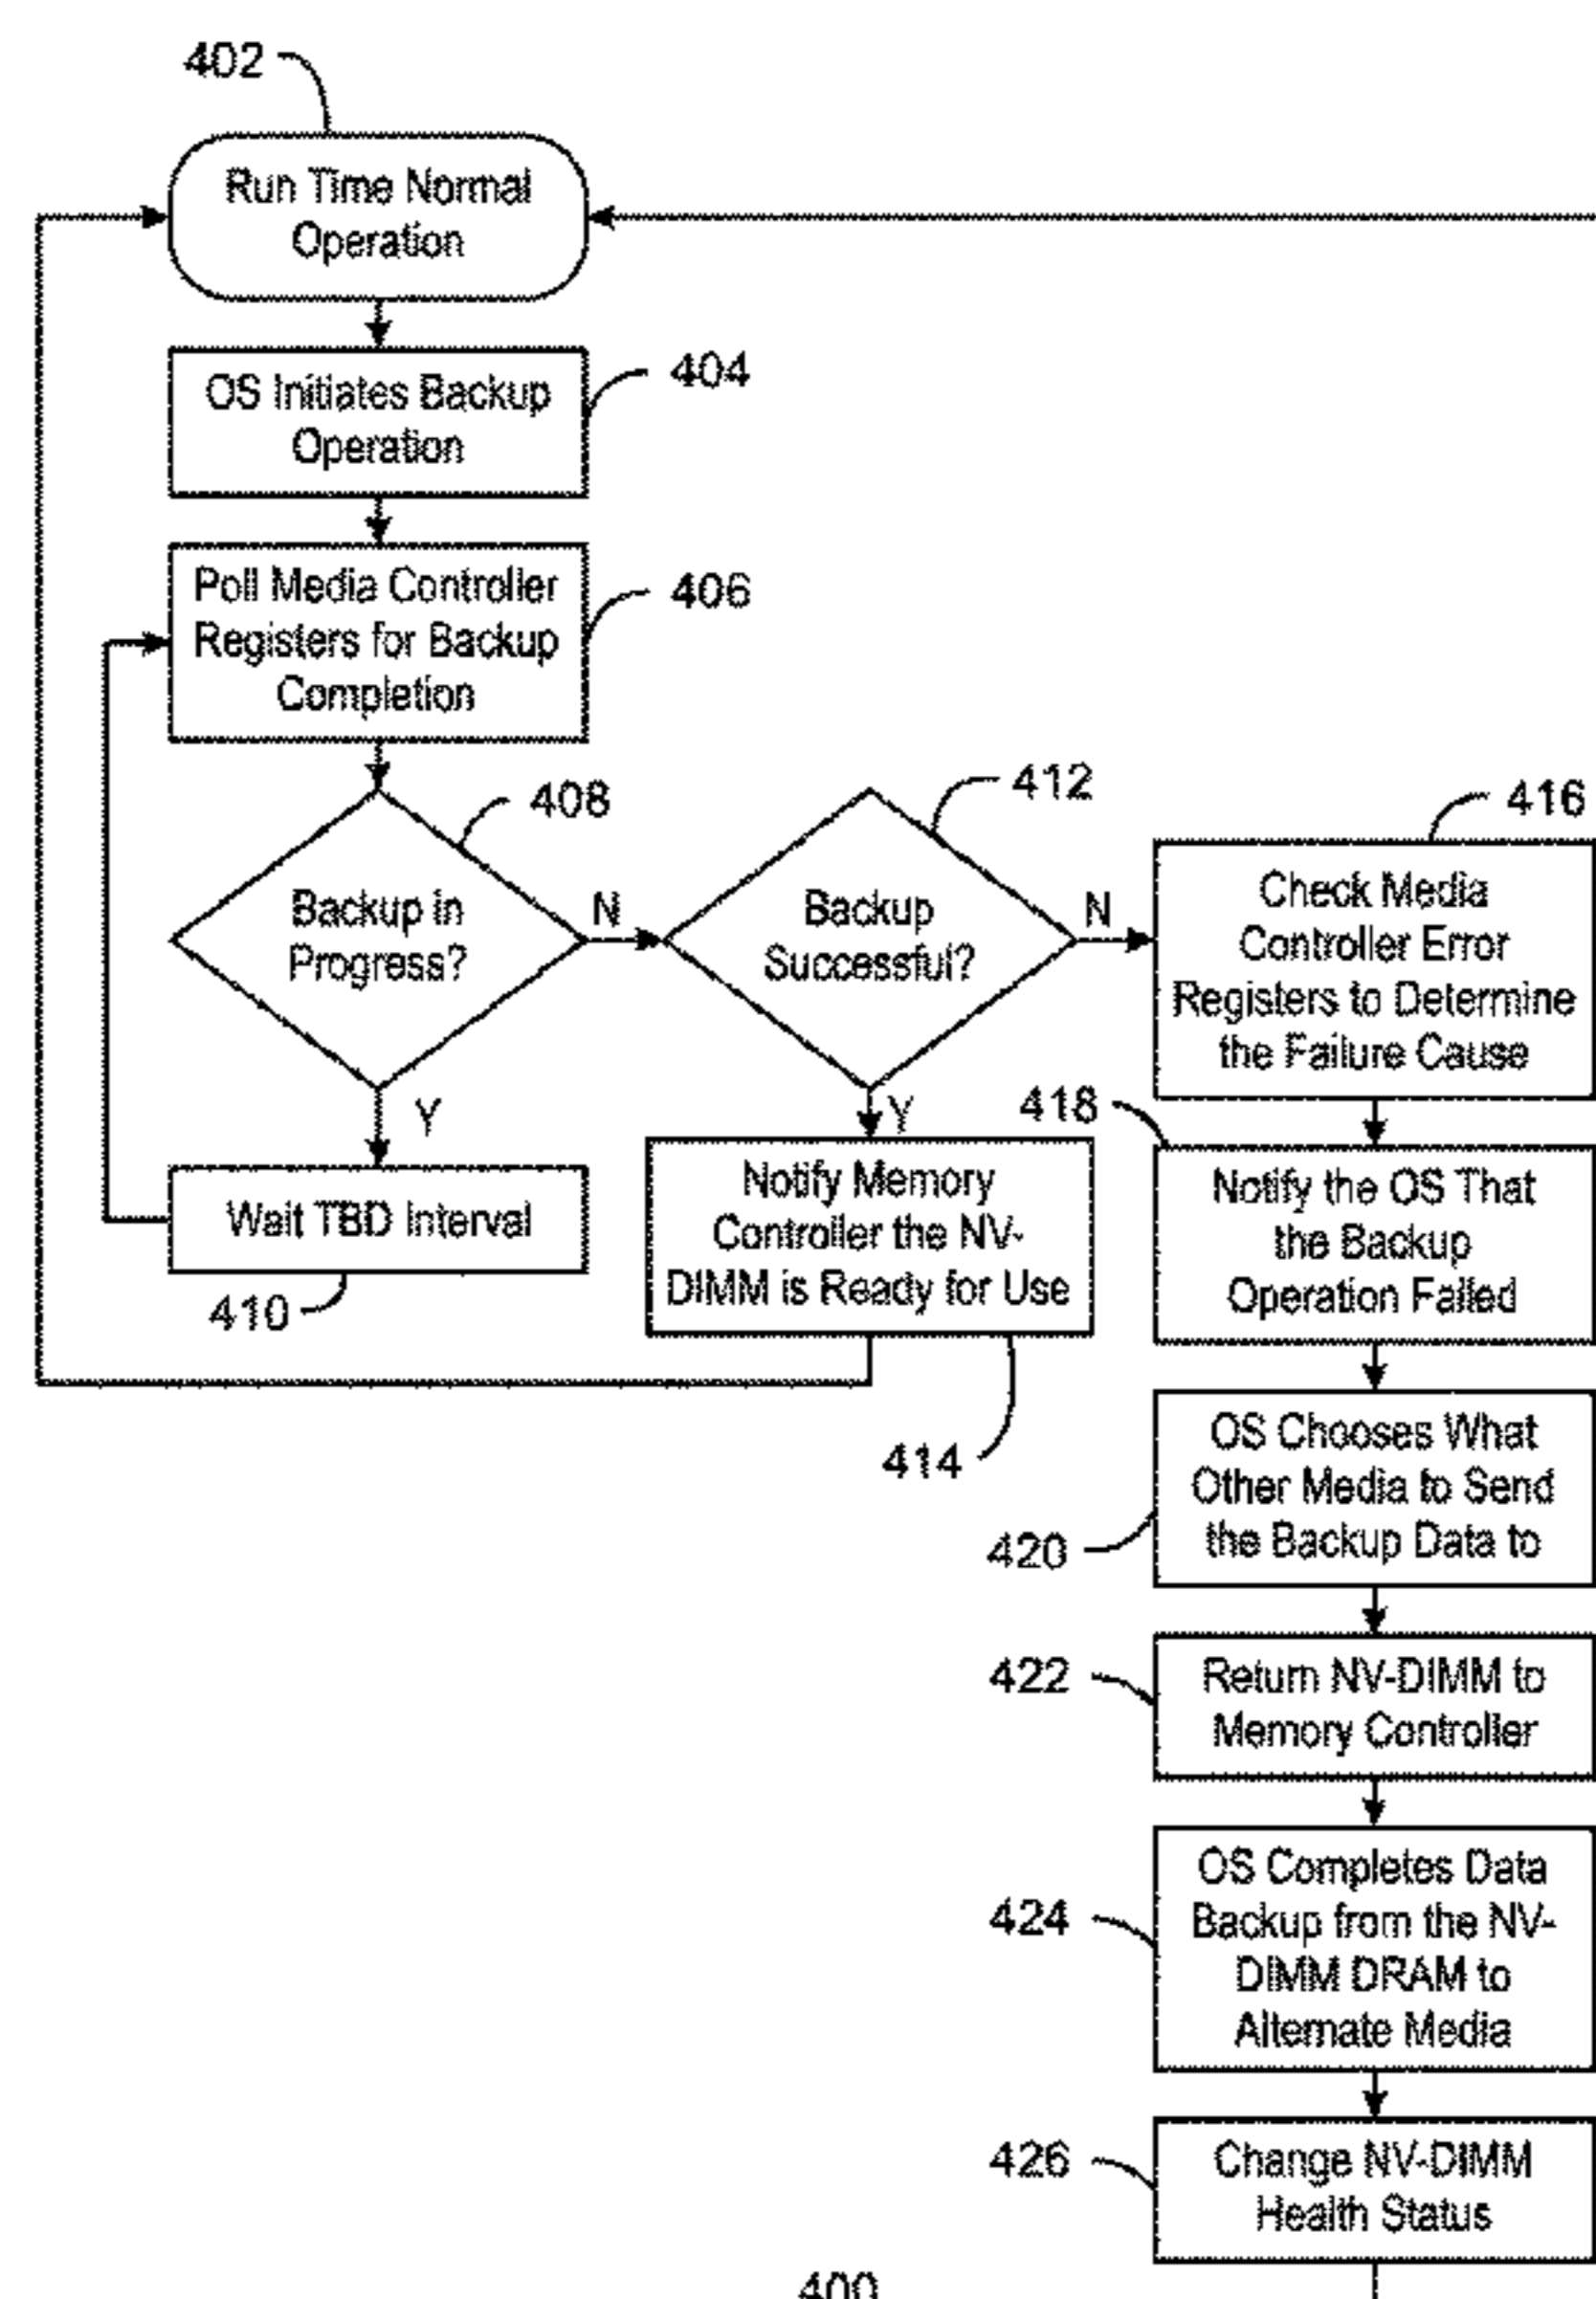 402
Run Time Normal
Operation
OS Initiates Backup
Operation
404
Poll Media Controller
Registers for Backup
Completion
406
408
Backup in
Progress?
N
Y
Wait TBD Interval
410
412
Backup
Successful?
N
Y
Notify Memory
Controller the NV-
DIMM is Ready for Use
414
416
Check Media
Controller Error
Registers to Determine
the Failure Cause
418
Notify the OS That
the Backup
Operation Failed
420
OS Chooses What
Other Media to Send
the Backup Data to
422
Return NV-DIMM to
Memory Controller
424
OS Completes Data
Backup from the NV-
DIMM DRAM to
Alternate Media
426
Change NV-DIMM
Health Status
400